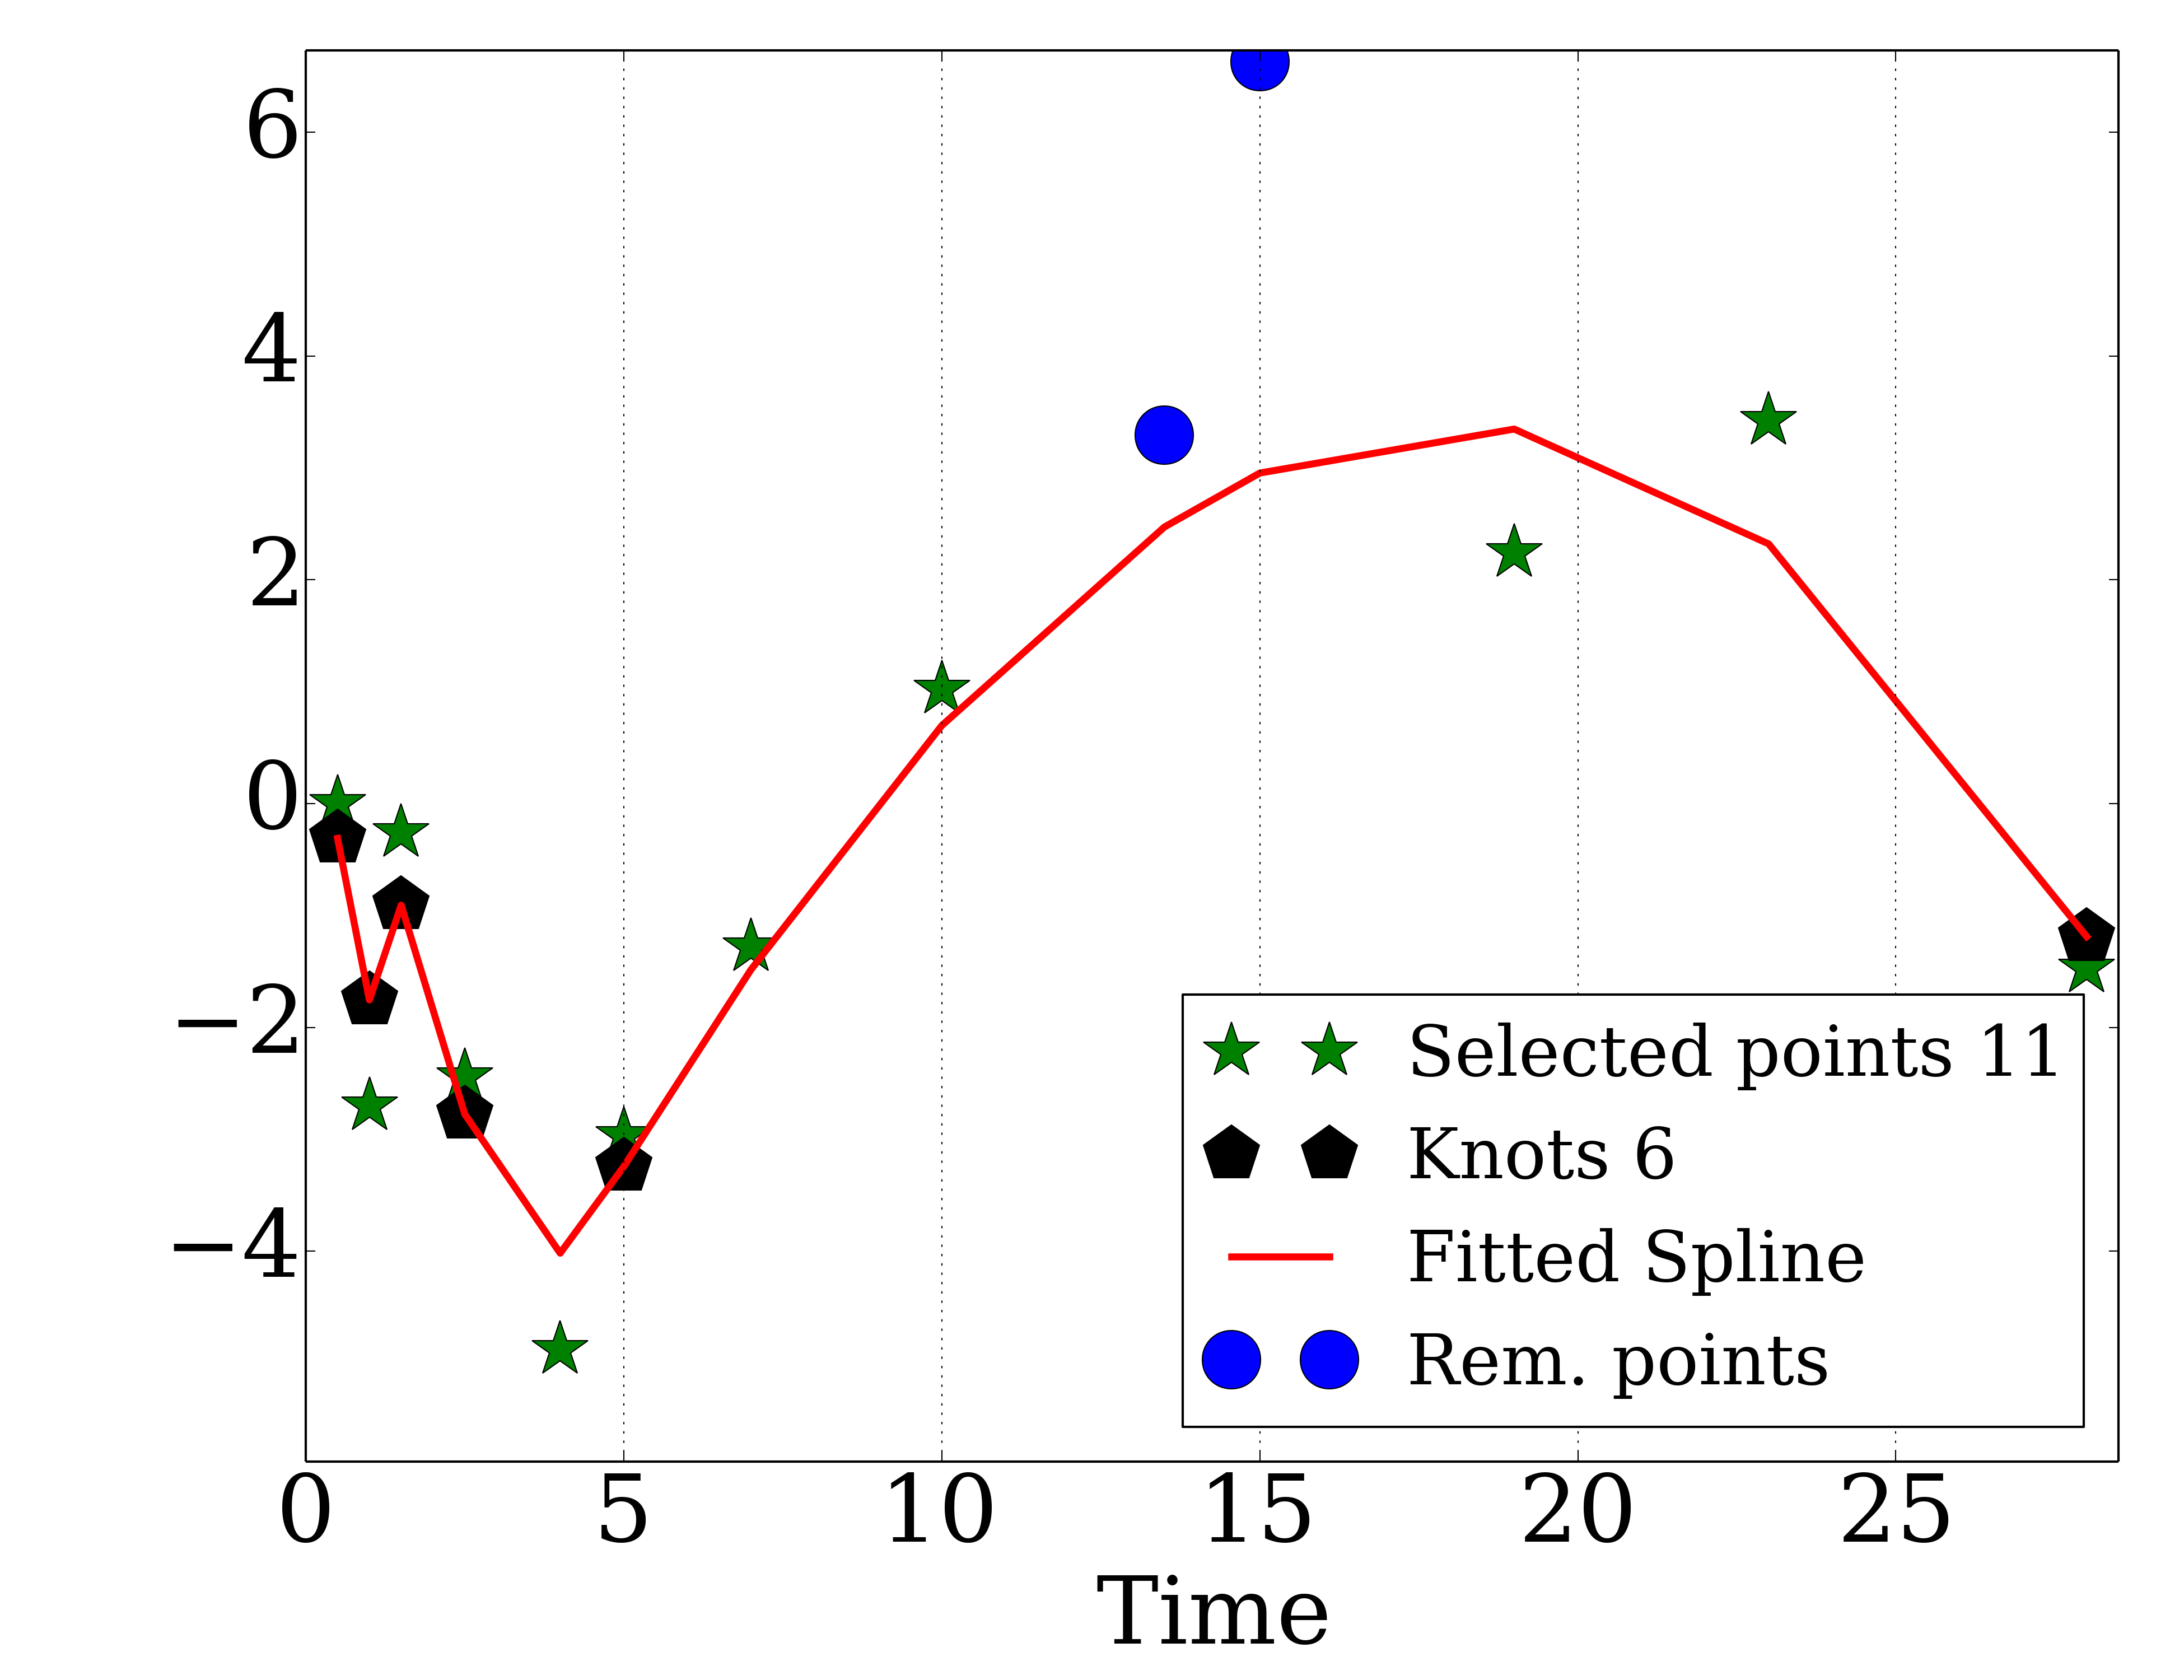 6
4
2
0
−2
−4
Selected points 11
Knots 6
Fitted Spline
Rem. points
0 5 10 15 20 25
Time